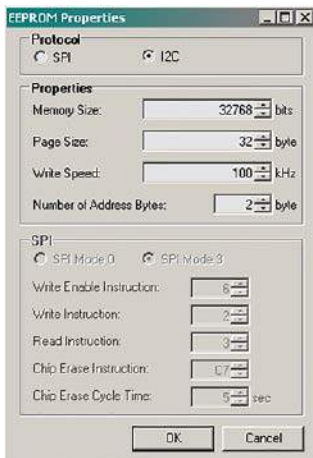 EEPROM Properties
Protocol
SPI I2C
Properties
Memory Size: 32768 bits
Page Size: 32 byte
Write Speed: 100 kHz
Number of Address Bytes: 2 byte
SPI
SPI Mode 0 SPI Mode 3
Write Enable Instruction: 6
Write Instruction: 2
Read Instruction: 3
Chip Erase Instruction: C7
Chip Erase Cycle Time: 5 sec
OK Cancel